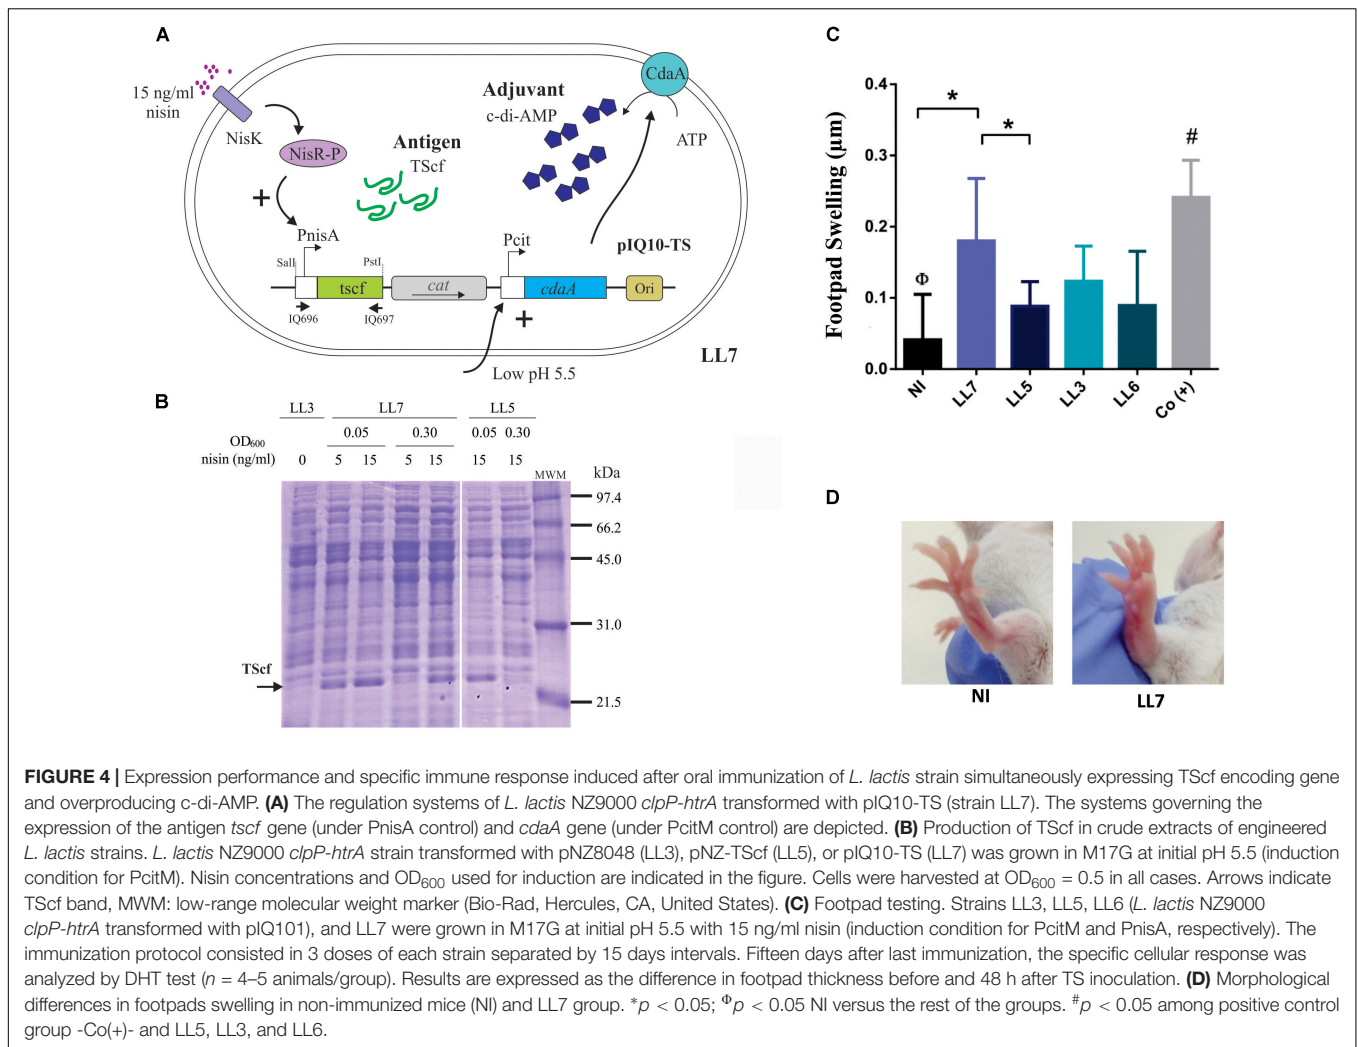 A
15 ng/ml
nisin
NisK
NisR-P
+
PnisA
SalI
PstI
tscf
IQ696
IQ697
Antigen
TScf
cat
Adjuvant
c-di-AMP
CdaA
ATP
Pcit
pIQ10-TS
cdaA
Ori
+
Low pH 5.5
LL7
B
LL3 LL7 LL5
OD600 0.05 0.30 0.05 0.30
nisin (ng/ml) 0 5 15 5 15 15 15
MWM kDa
97.4
66.2
45.0
31.0
21.5
TScf
C
Footpad Swelling (µm)
0.4
0.3
0.2
0.1
0.0
* * Φ #
NI LL7 LL5 LL3 LL6 Co (+)
D
NI LL7
FIGURE 4 | Expression performance and specific immune response induced after oral immunization of L. lactis strain simultaneously expressing TScf encoding gene
and overproducing c-di-AMP. (A) The regulation systems of L. lactis NZ9000 clpP-htrA transformed with pIQ10-TS (strain LL7). The systems governing the
expression of the antigen tscf gene (under PnisA control) and cdaA gene (under PcitM control) are depicted. (B) Production of TScf in crude extracts of engineered
L. lactis strains. L. lactis NZ9000 clpP-htrA strain transformed with pNZ8048 (LL3), pNZ-TScf (LL5), or pIQ10-TS (LL7) was grown in M17G at initial pH 5.5 (induction
condition for PcitM). Nisin concentrations and OD600 used for induction are indicated in the figure. Cells were harvested at OD600 = 0.5 in all cases. Arrows indicate
TScf band, MWM: low-range molecular weight marker (Bio-Rad, Hercules, CA, United States). (C) Footpad testing. Strains LL3, LL5, LL6 (L. lactis NZ9000
clpP-htrA transformed with pIQ101), and LL7 were grown in M17G at initial pH 5.5 with 15 ng/ml nisin (induction condition for PcitM and PnisA, respectively). The
immunization protocol consisted in 3 doses of each strain separated by 15 days intervals. Fifteen days after last immunization, the specific cellular response was
analyzed by DHT test (n = 4–5 animals/group). Results are expressed as the difference in footpad thickness before and 48 h after TS inoculation. (D) Morphological
differences in footpads swelling in non-immunized mice (NI) and LL7 group. *p < 0.05; Φp < 0.05 NI versus the rest of the groups. #p < 0.05 among positive control
group -Co(+)- and LL5, LL3, and LL6.